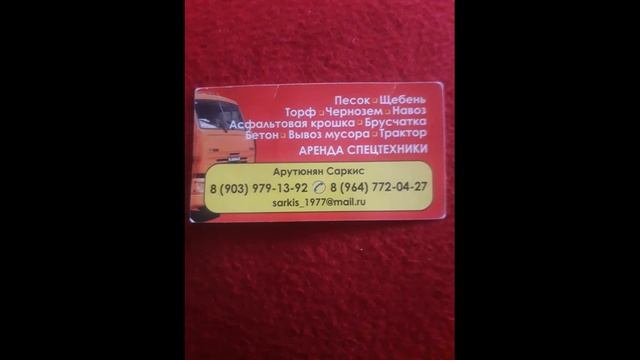 Песок ▫ Щебень
Торф ▫ Чернозем ▫ Навоз
Асфальтовая крошка ▫ Брусчатка
Бетон ▫ Вывоз мусора ▫ Трактор
АРЕНДА СПЕЦТЕХНИКИ
Арутюнян Саркис
8 (903) 979-13-92 ✆ 8 (964) 772-04-27
sarkis_1977@mail.ru